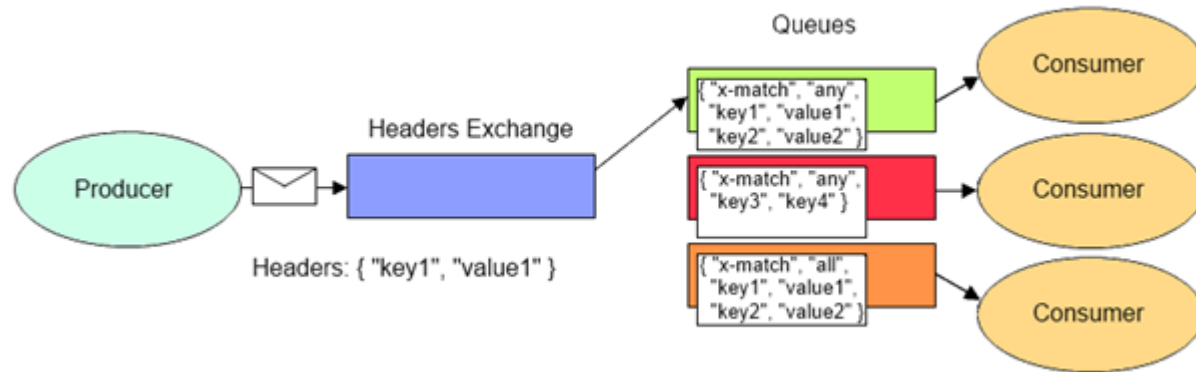 Queues
Consumer
{ "x-match", "any",
"key1", "value1",
"key2", "value2" }
Headers Exchange
Producer
{ "x-match", "any",
"key3", "key4" }
Consumer
Headers: { "key1", "value1" }
{ "x-match", "all",
"key1", "value1",
"key2", "value2" }
Consumer